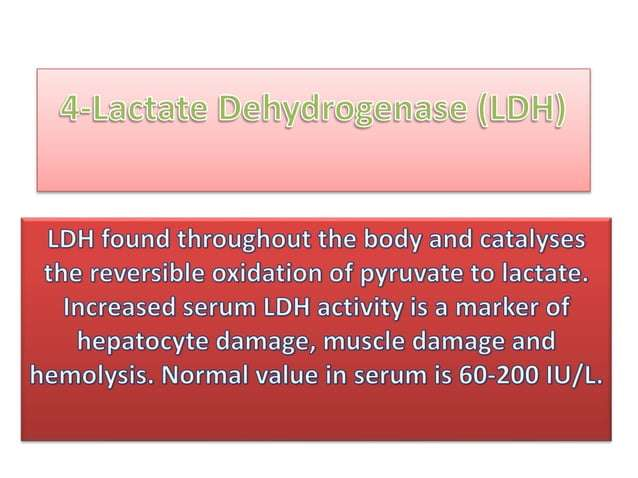 4-Lactate Dehydrogenase (LDH)
LDH found throughout the body and catalyses
the reversible oxidation of pyruvate to lactate.
Increased serum LDH activity is a marker of
hepatocyte damage, muscle damage and
hemolysis. Normal value in serum is 60-200 IU/L.